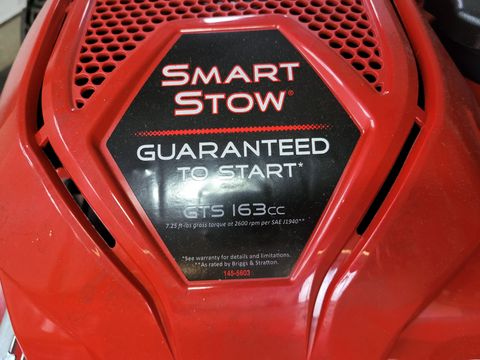 SMART
STOW®
GUARANTEED
TO START*
GTS 163cc
7.25 ft-lbs gross torque at 2600 rpm per SAE J1940**
*See warranty for details and limitations.
**As rated by Briggs & Stratton.
145-5603